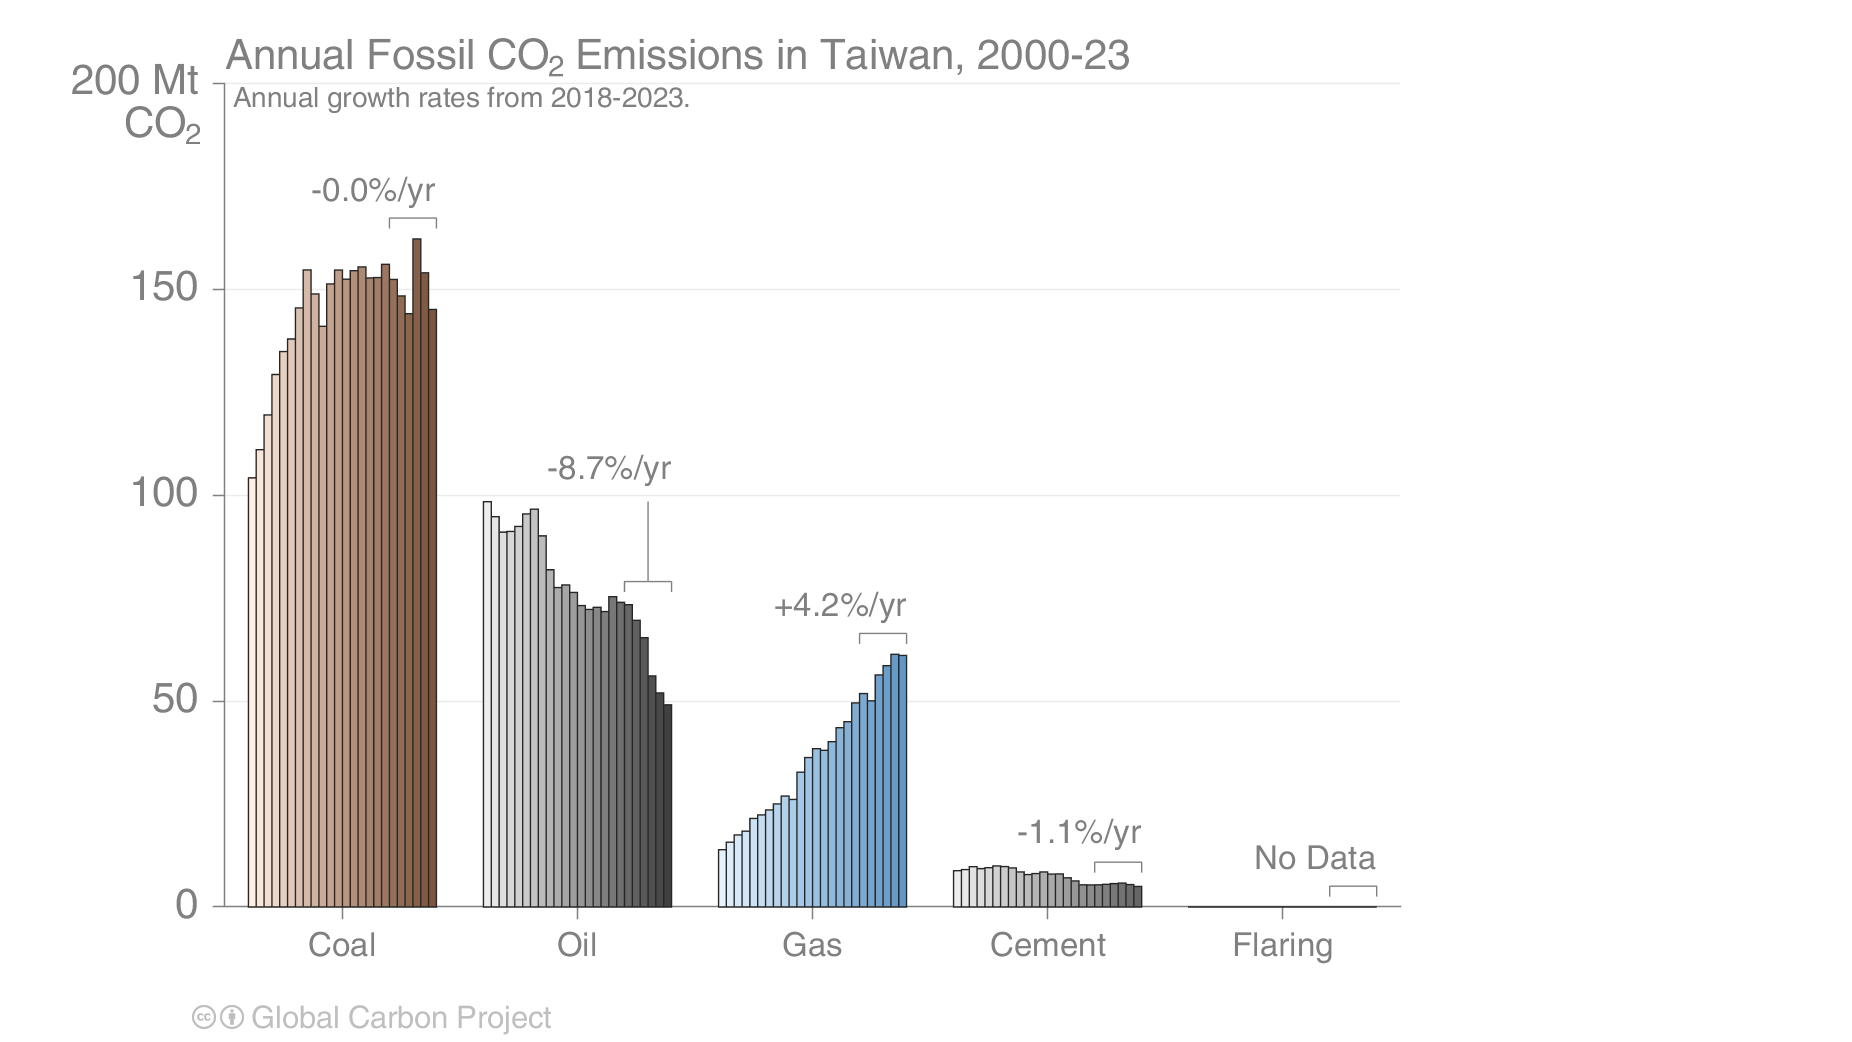 Annual Fossil CO₂ Emissions in Taiwan, 2000-23
200 Mt
CO₂
Annual growth rates from 2018-2023.
-0.0%/yr
150
-8.7%/yr
100
+4.2%/yr
50
-1.1%/yr
No Data
0
Coal
Oil
Gas
Cement
Flaring
cc Global Carbon Project